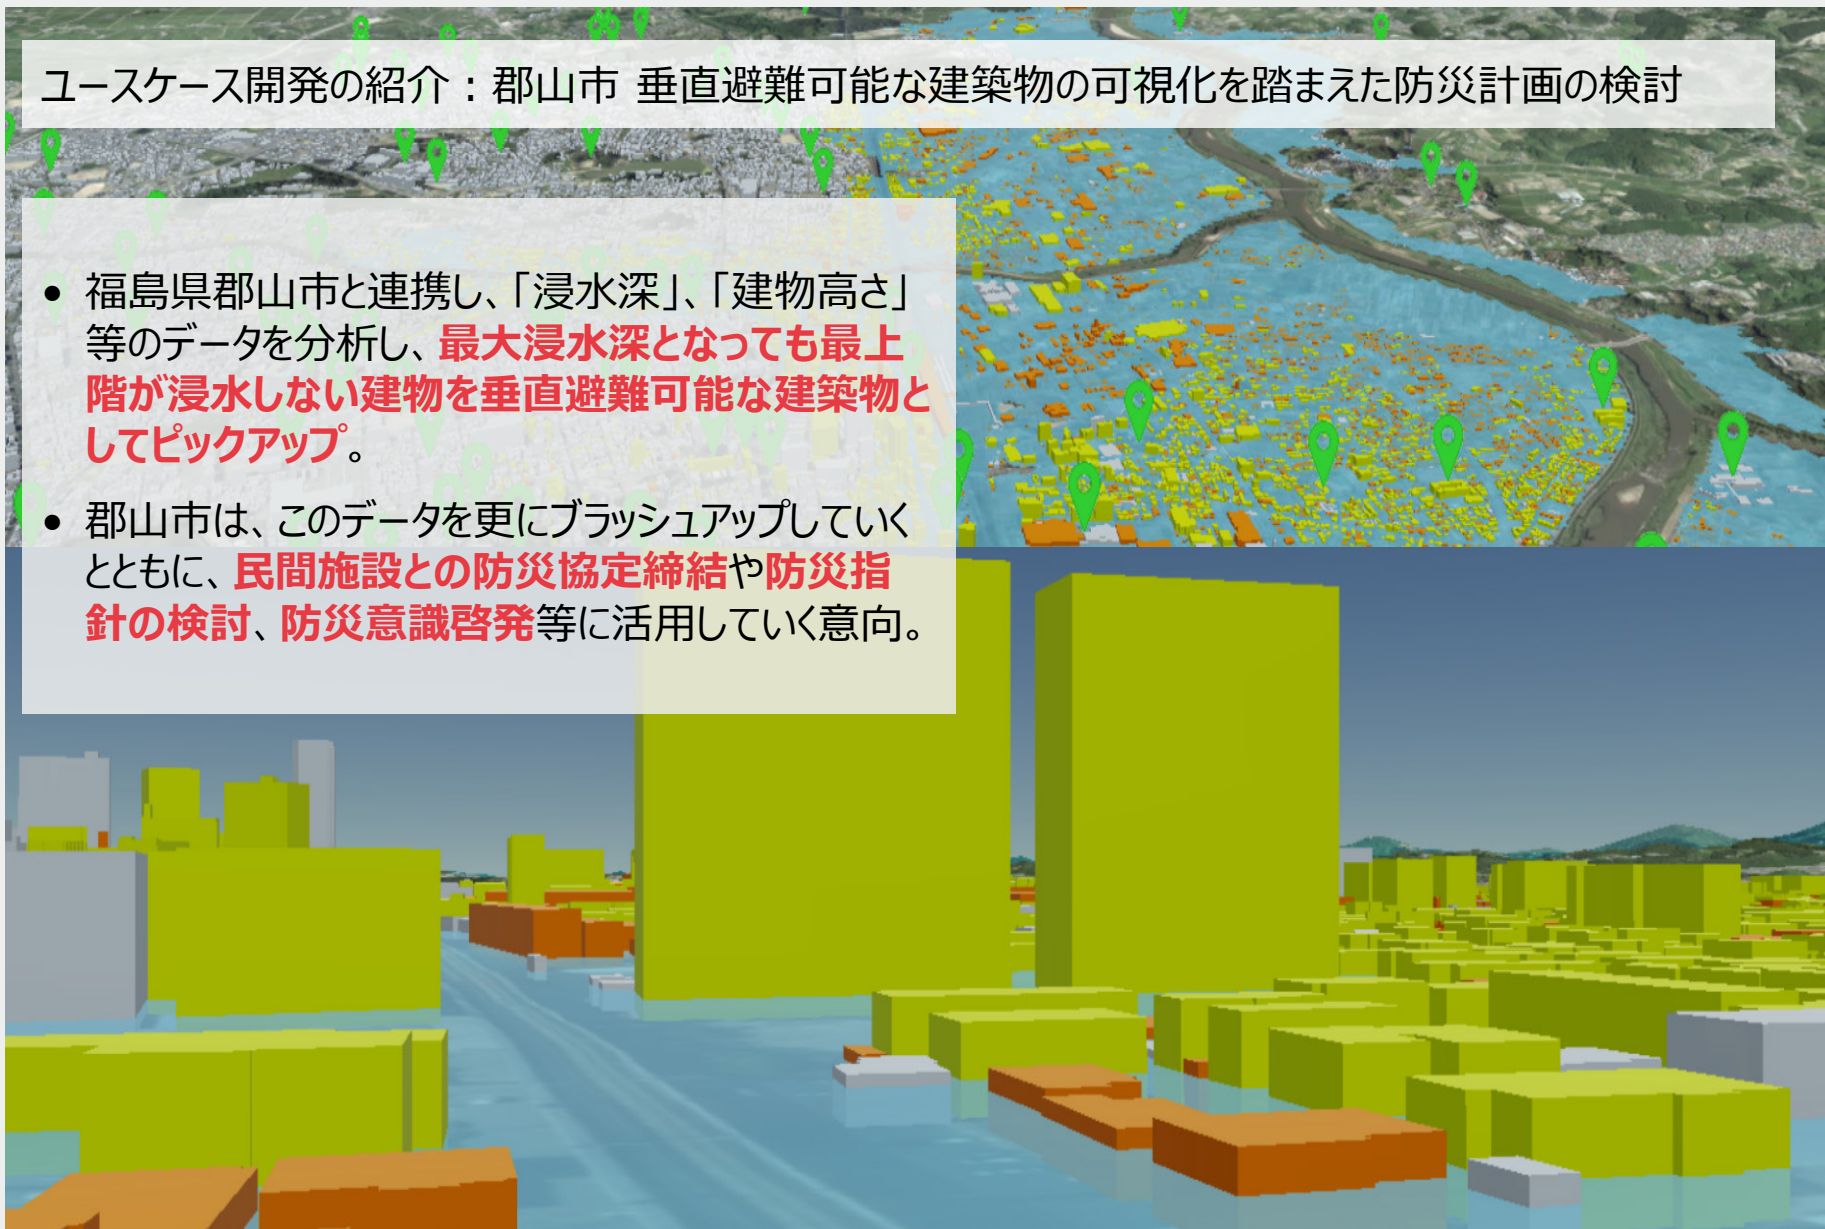 ユースケース開発の紹介：郡山市 垂直避難可能な建築物の可視化を踏まえた防災計画の検討
• 福島県郡山市と連携し、「浸水深」、「建物高さ」
等のデータを分析し、最大浸水深となっても最上
階が浸水しない建物を垂直避難可能な建築物と
してピックアップ。
• 郡山市は、このデータを更にブラッシュアップしていく
とともに、民間施設との防災協定締結や防災指
針の検討、防災意識啓発等に活用していく意向。